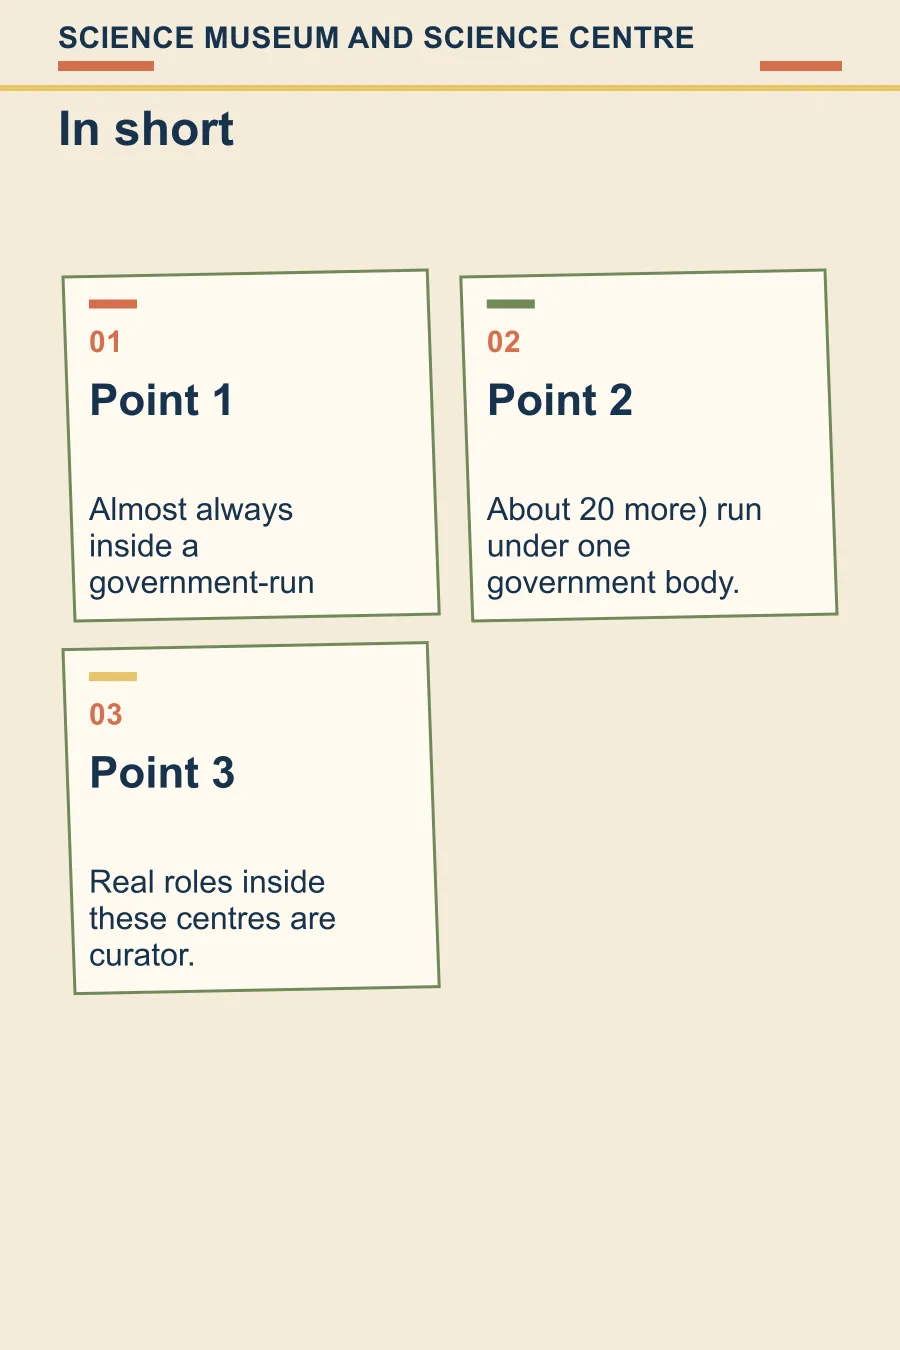 SCIENCE MUSEUM AND SCIENCE CENTRE
In short
01
Point 1
Almost always
inside a
government-run
02
Point 2
About 20 more) run
under one
government body.
03
Point 3
Real roles inside
these centres are
curator.